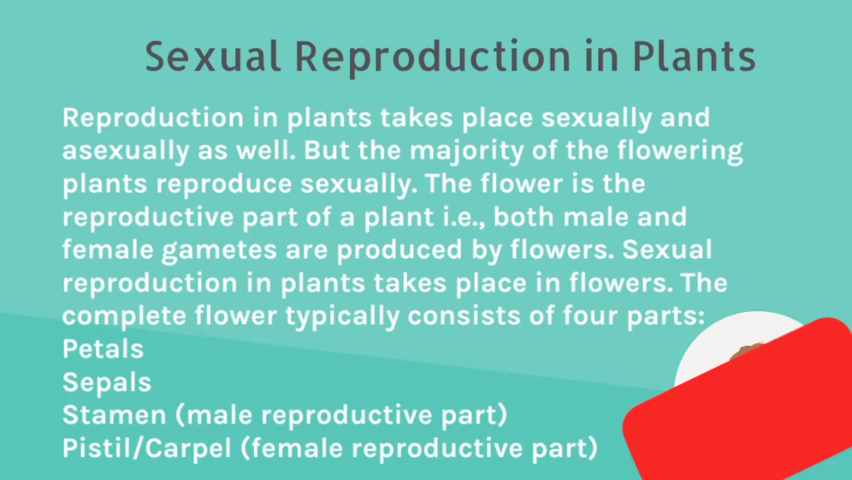 Sexual Reproduction in Plants
Reproduction in plants takes place sexually and
asexually as well. But the majority of the flowering
plants reproduce sexually. The flower is the
reproductive part of a plant i.e., both male and
female gametes are produced by flowers. Sexual
reproduction in plants takes place in flowers. The
complete flower typically consists of four parts:
Petals
Sepals
Stamen (male reproductive part)
Pistil/Carpel (female reproductive part)